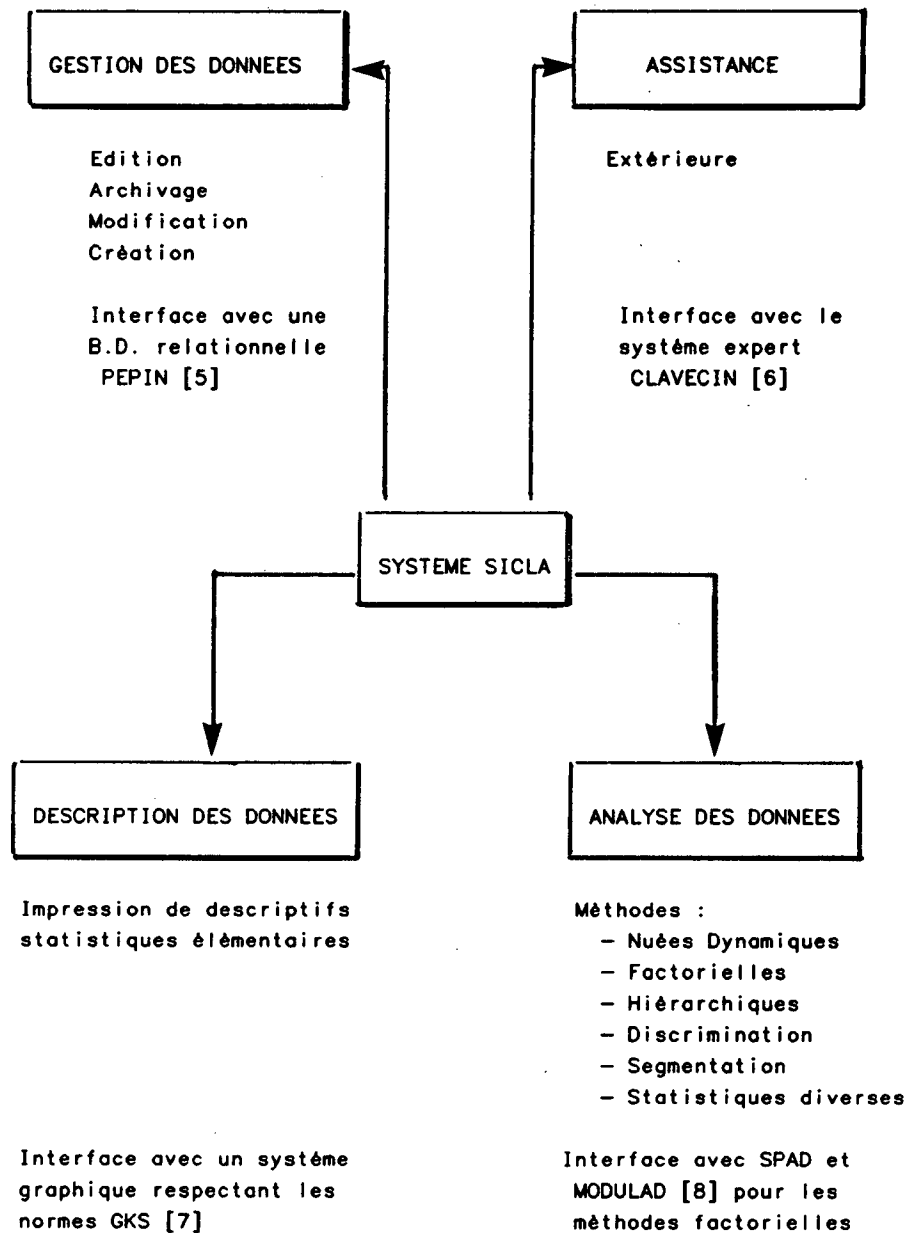 GESTION DES DONNEES
Edition
Archivage
Modification
Création
Interface avec une
B.D. relationnelle
PEPIN [5]
ASSISTANCE
Extérieure
Interface avec le
système expert
CLAVECIN [6]
SYSTEME SICLA
DESCRIPTION DES DONNEES
Impression de descriptifs
statistiques élémentaires
Interface avec un système
graphique respectant les
normes GKS [7]
ANALYSE DES DONNEES
Méthodes :
– Nuées Dynamiques
– Factorielles
– Hiérarchiques
– Discrimination
– Segmentation
– Statistiques diverses
Interface avec SPAD et
MODULAD [8] pour les
méthodes factorielles